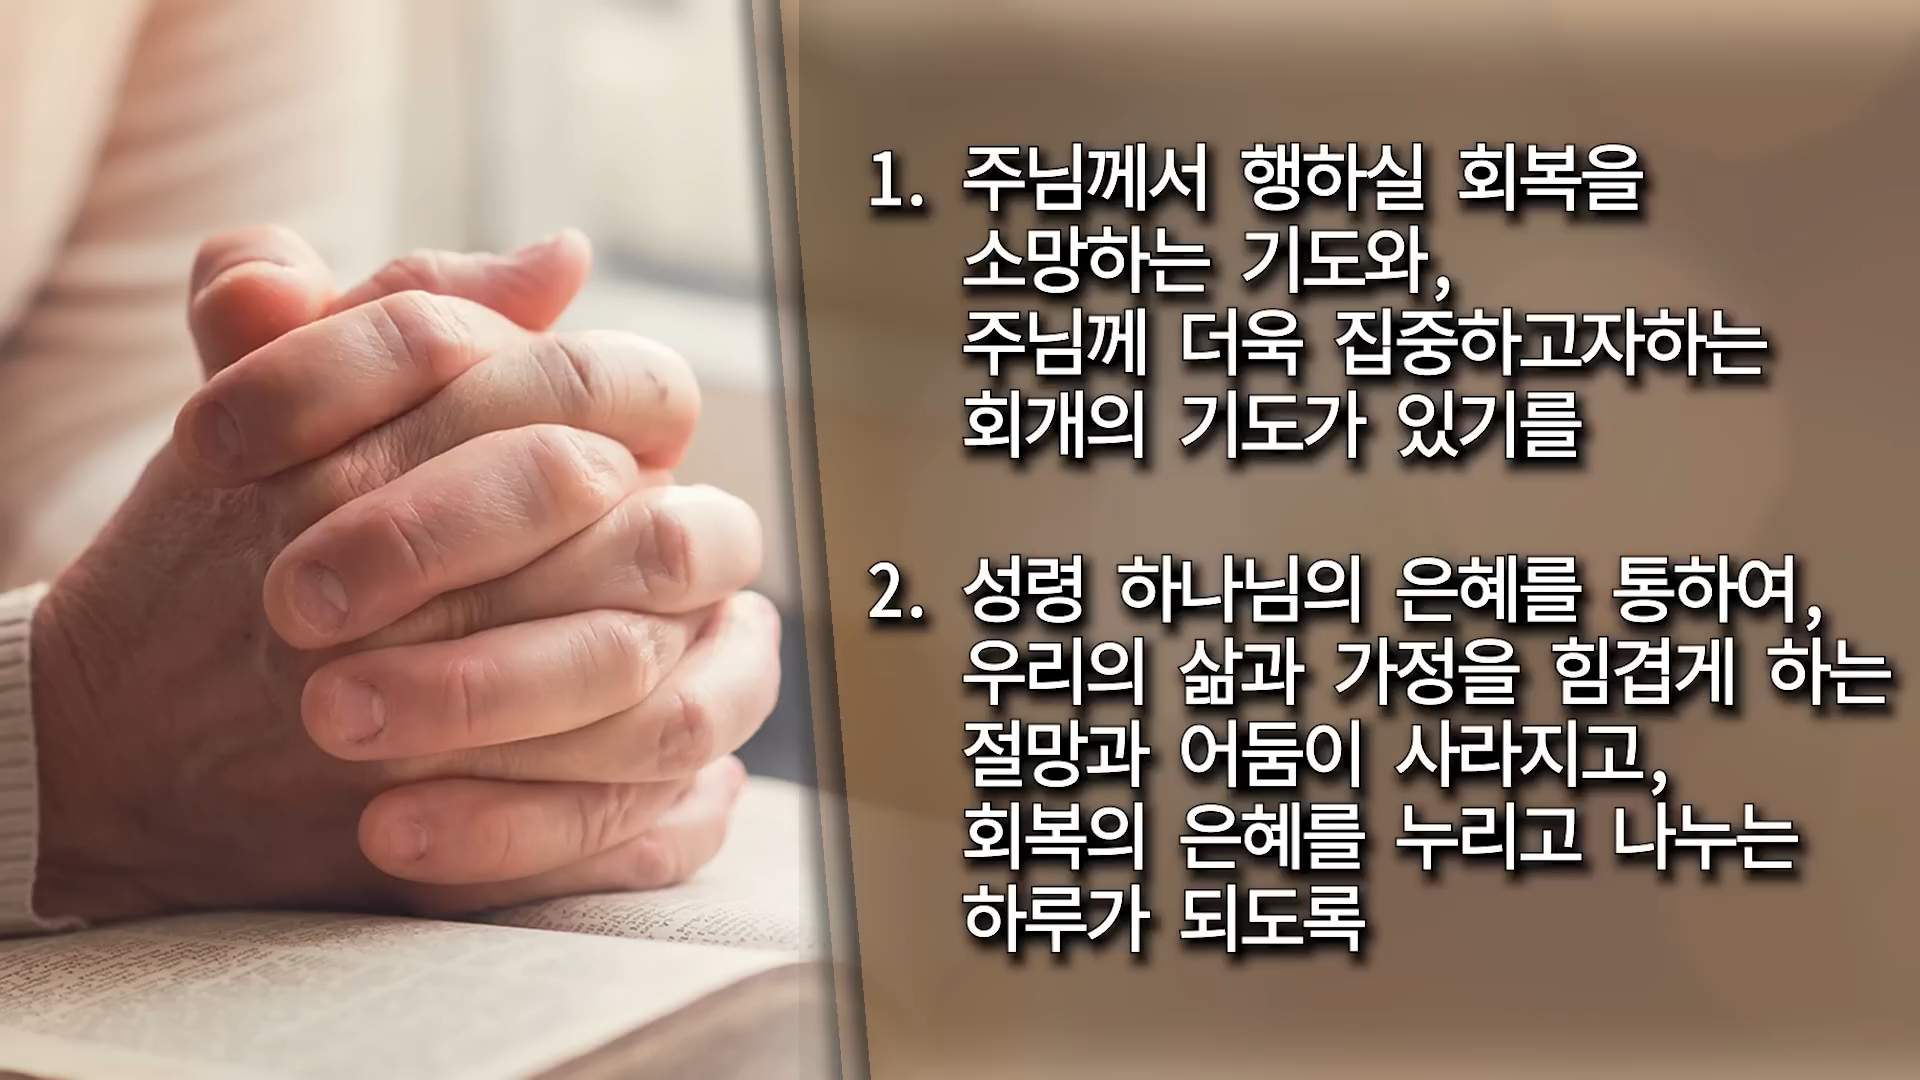 1. 주님께서 행하실 회복을
소망하는 기도와,
주님께 더욱 집중하고자하는
회개의 기도가 있기를
2. 성령 하나님의 은혜를 통하여,
우리의 삶과 가정을 힘겹게 하는
절망과 어둠이 사라지고,
회복의 은혜를 누리고 나누는
하루가 되도록